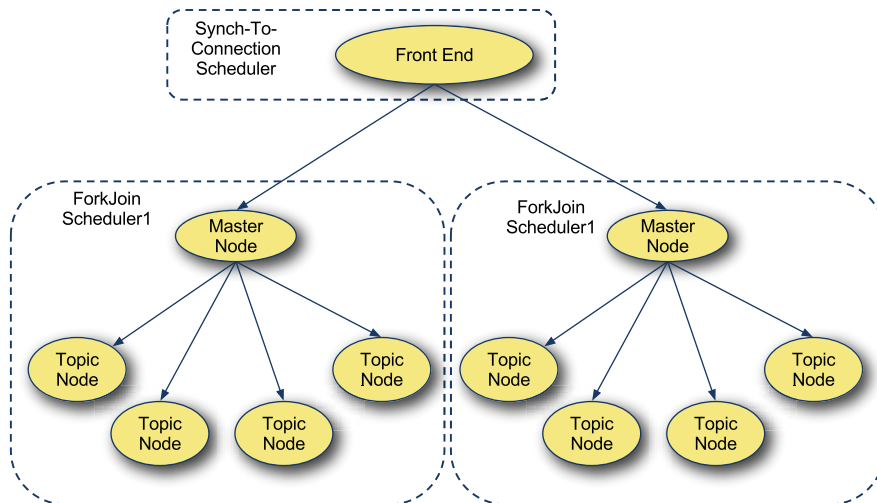 Synch-To-
Connection
Scheduler
Front End
ForkJoin
Scheduler1
Master
Node
Topic
Node
Topic
Node
Topic
Node
Topic
Node
ForkJoin
Scheduler1
Master
Node
Topic
Node
Topic
Node
Topic
Node
Topic
Node